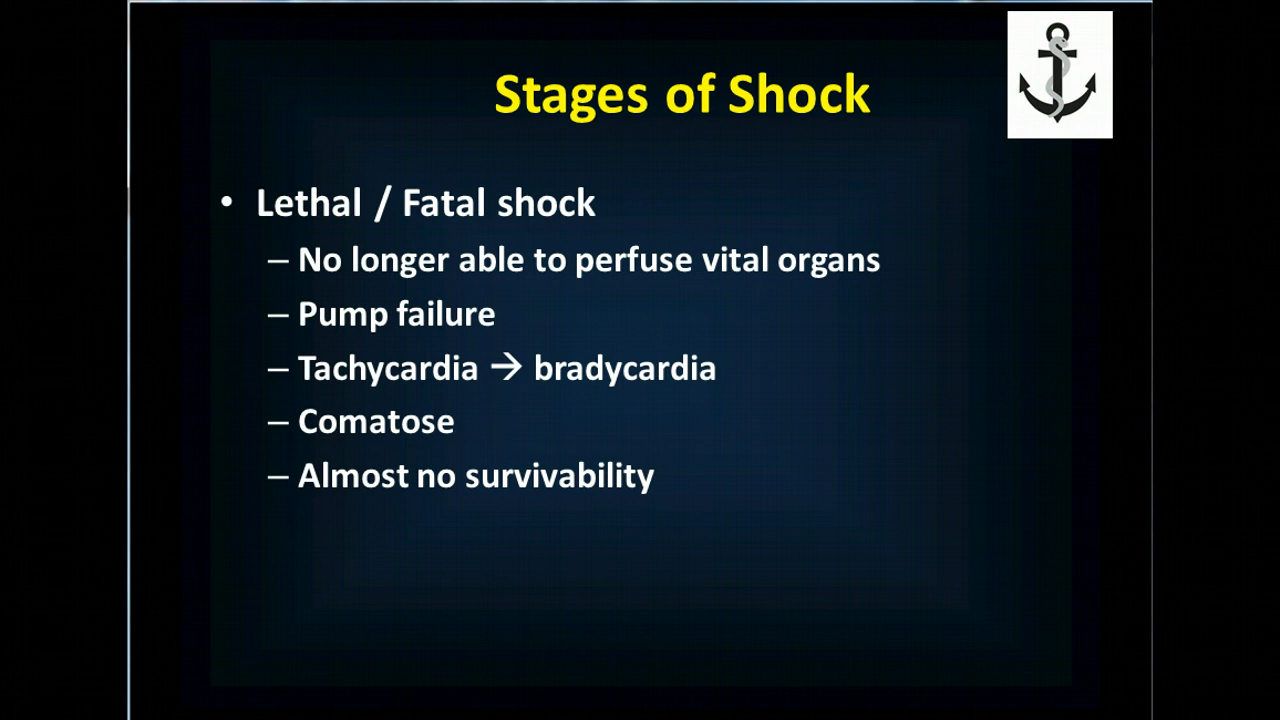 Stages of Shock
• Lethal / Fatal shock
– No longer able to perfuse vital organs
– Pump failure
– Tachycardia → bradycardia
– Comatose
– Almost no survivability